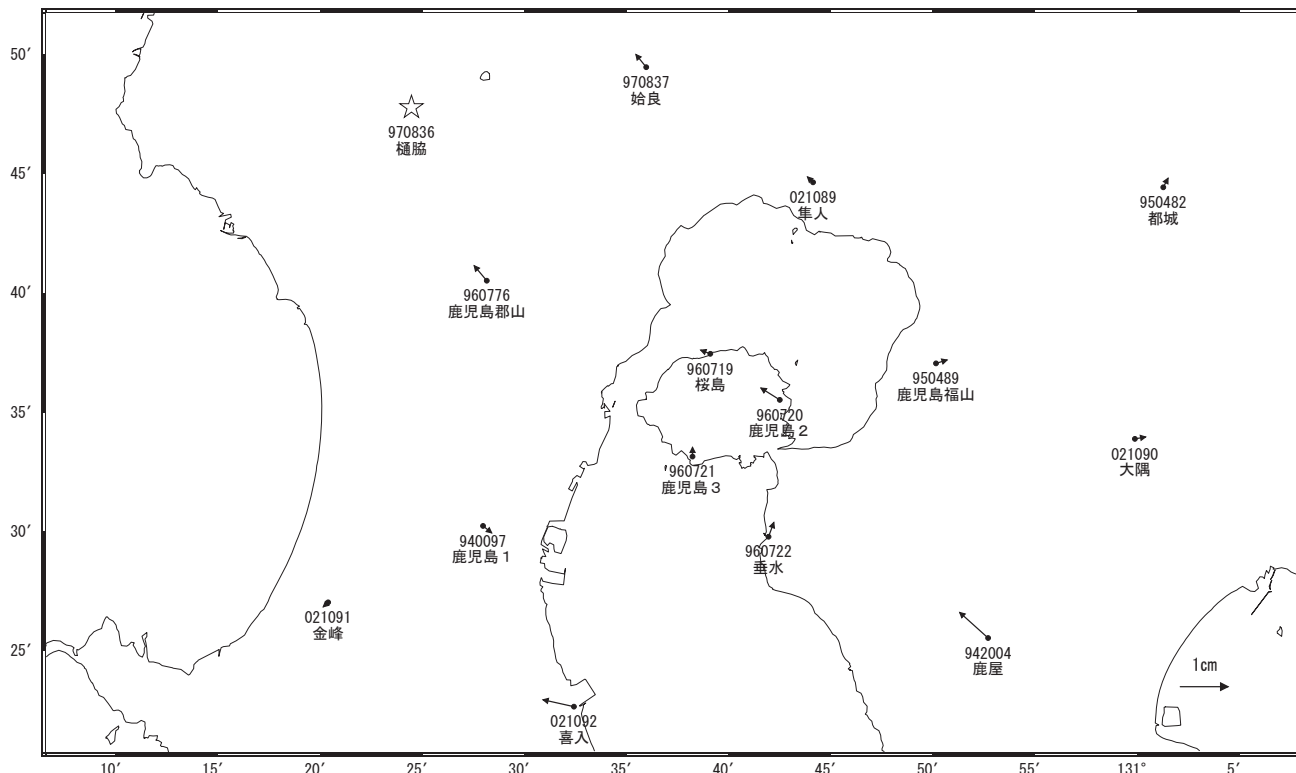 50′
970837
姶良
970836
樋脇
45′
021089
隼人
950482
都城
40′
960776
鹿児島郡山
960719
桜島
950489
鹿児島福山
35′
960720
鹿児島２
021090
大隅
960721
鹿児島３
30′
940097
鹿児島１
960722
垂水
021091
金峰
25′
942004
鹿屋
1cm
021092
喜入
10′ 15′ 20′ 25′ 30′ 35′ 40′ 45′ 50′ 55′ 131° 5′